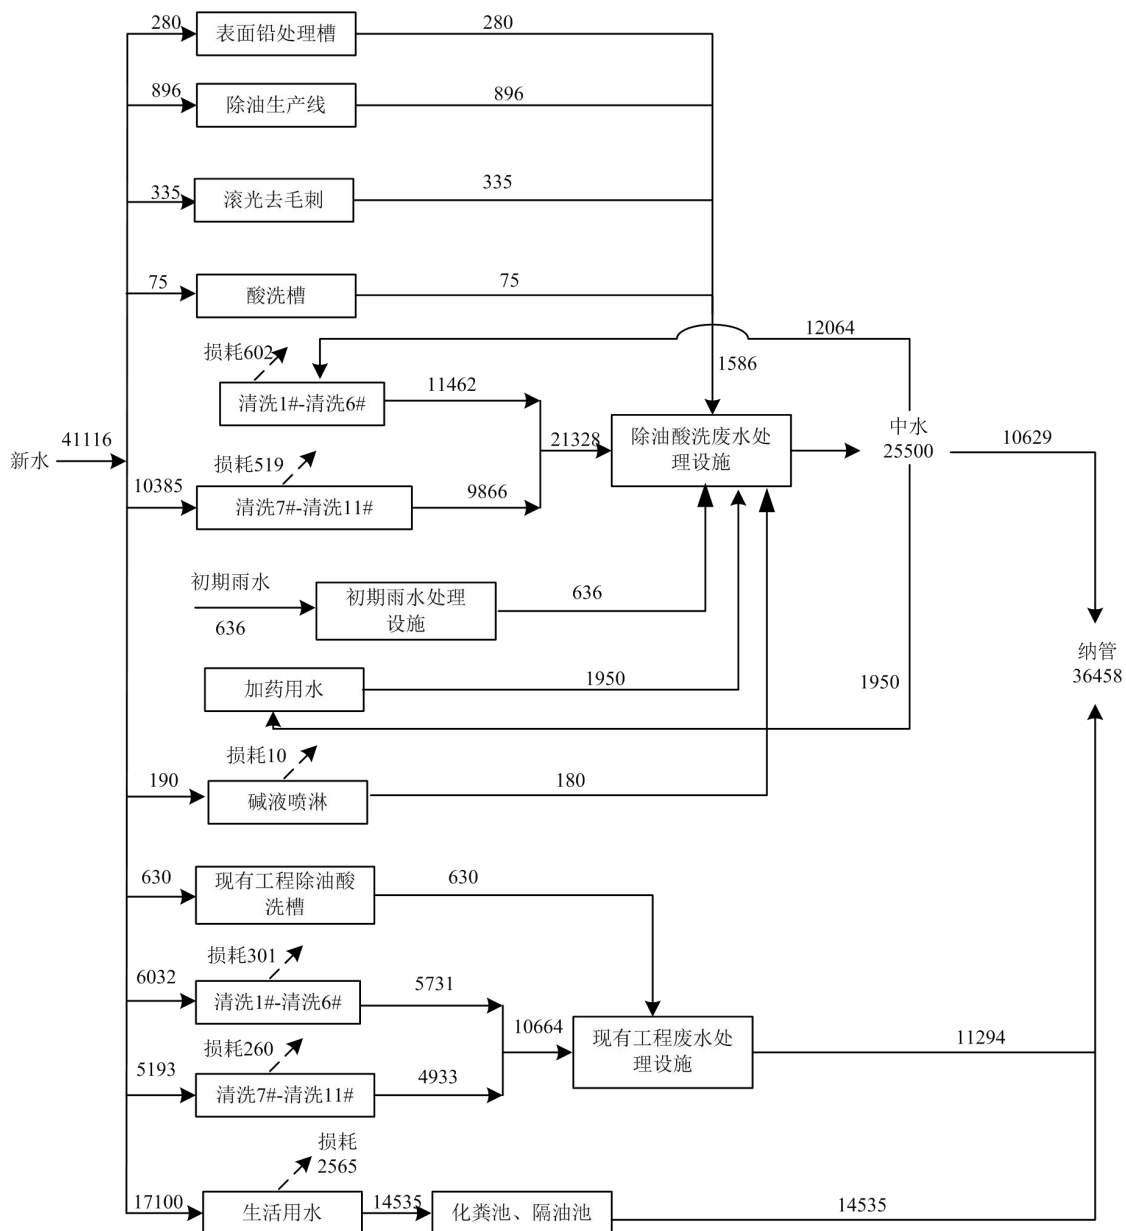 280
表面铅处理槽
280
896
除油生产线
896
335
滚光去毛刺
335
75
酸洗槽
75
12064
损耗602
1586
清洗1#-清洗6#
11462
新水
41116
21328
除油酸洗废水处
理设施
中水
25500
10629
损耗519
10385
清洗7#-清洗11#
9866
初期雨水
636
初期雨水处理
设施
636
纳管
36458
加药用水
1950
1950
损耗10
190
碱液喷淋
180
630
现有工程除油酸
洗槽
630
损耗301
6032
清洗1#-清洗6#
5731
10664
现有工程废水处
理设施
11294
损耗260
5193
清洗7#-清洗11#
4933
损耗
2565
17100
生活用水
14535
化粪池、隔油池
14535